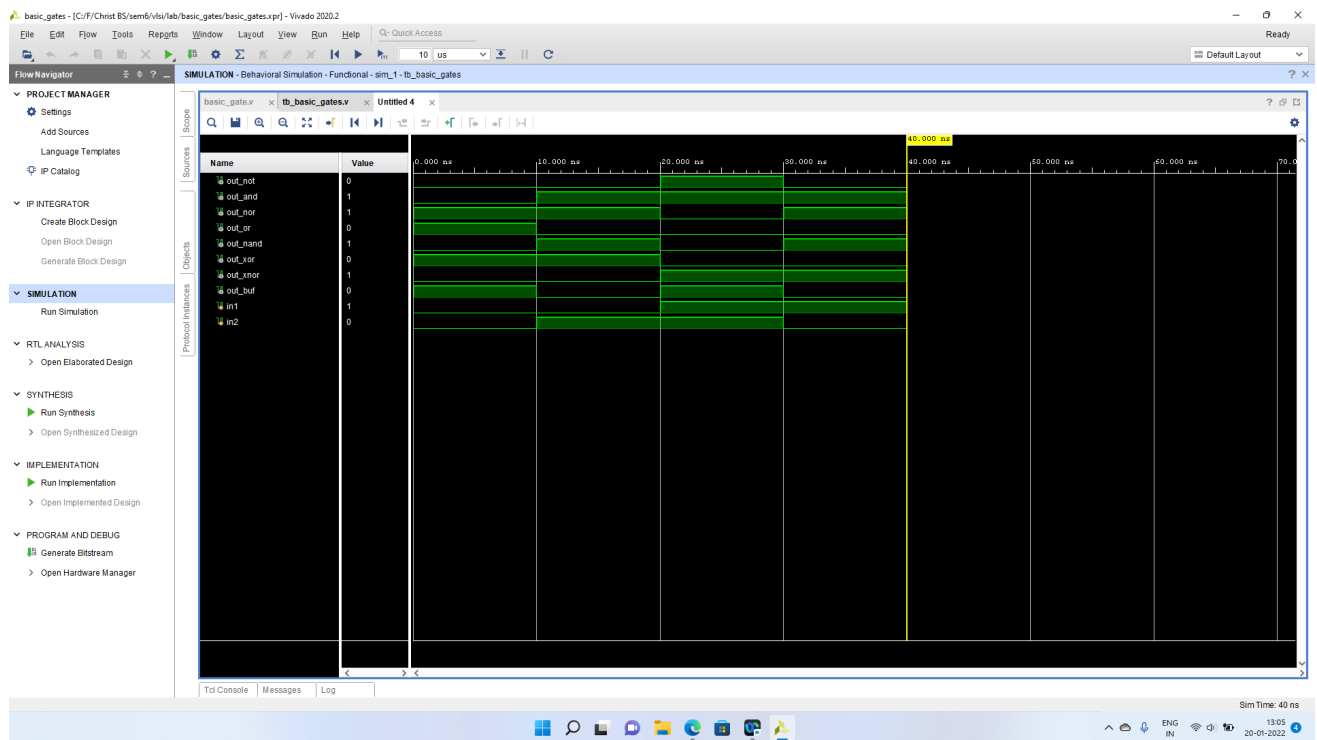 basic_gates - [C:/F/Christ BS/sem6/vlsi/lab/basic_gates/basic_gates.xpr] - Vivado 2020.2
File Edit Flow Tools Reports Window Layout View Run Help Q- Quick Access Ready
10 us Default Layout
Flow Navigator SIMULATION - Behavioral Simulation - Functional - sim_1 - tb_basic_gates
PROJECT MANAGER
Settings
Add Sources
Language Templates
IP Catalog
IP INTEGRATOR
Create Block Design
Open Block Design
Generate Block Design
SIMULATION
Run Simulation
RTL ANALYSIS
Open Elaborated Design
SYNTHESIS
Run Synthesis
Open Synthesized Design
IMPLEMENTATION
Run Implementation
Open Implemented Design
PROGRAM AND DEBUG
Generate Bitstream
Open Hardware Manager
Scope
Sources
Objects
Protocol Instances
basic_gate.v tb_basic_gates.v Untitled 4
40.000 ns
Name Value 0.000 ns 10.000 ns 20.000 ns 30.000 ns 40.000 ns 50.000 ns 60.000 ns 70.0
out_not 0
out_and 1
out_nor 1
out_or 0
out_nand 1
out_xor 0
out_xnor 1
out_buf 0
in1 1
in2 0
Tcl Console Messages Log
Sim Time: 40 ns
ENG
IN
13:05
20-01-2022
4